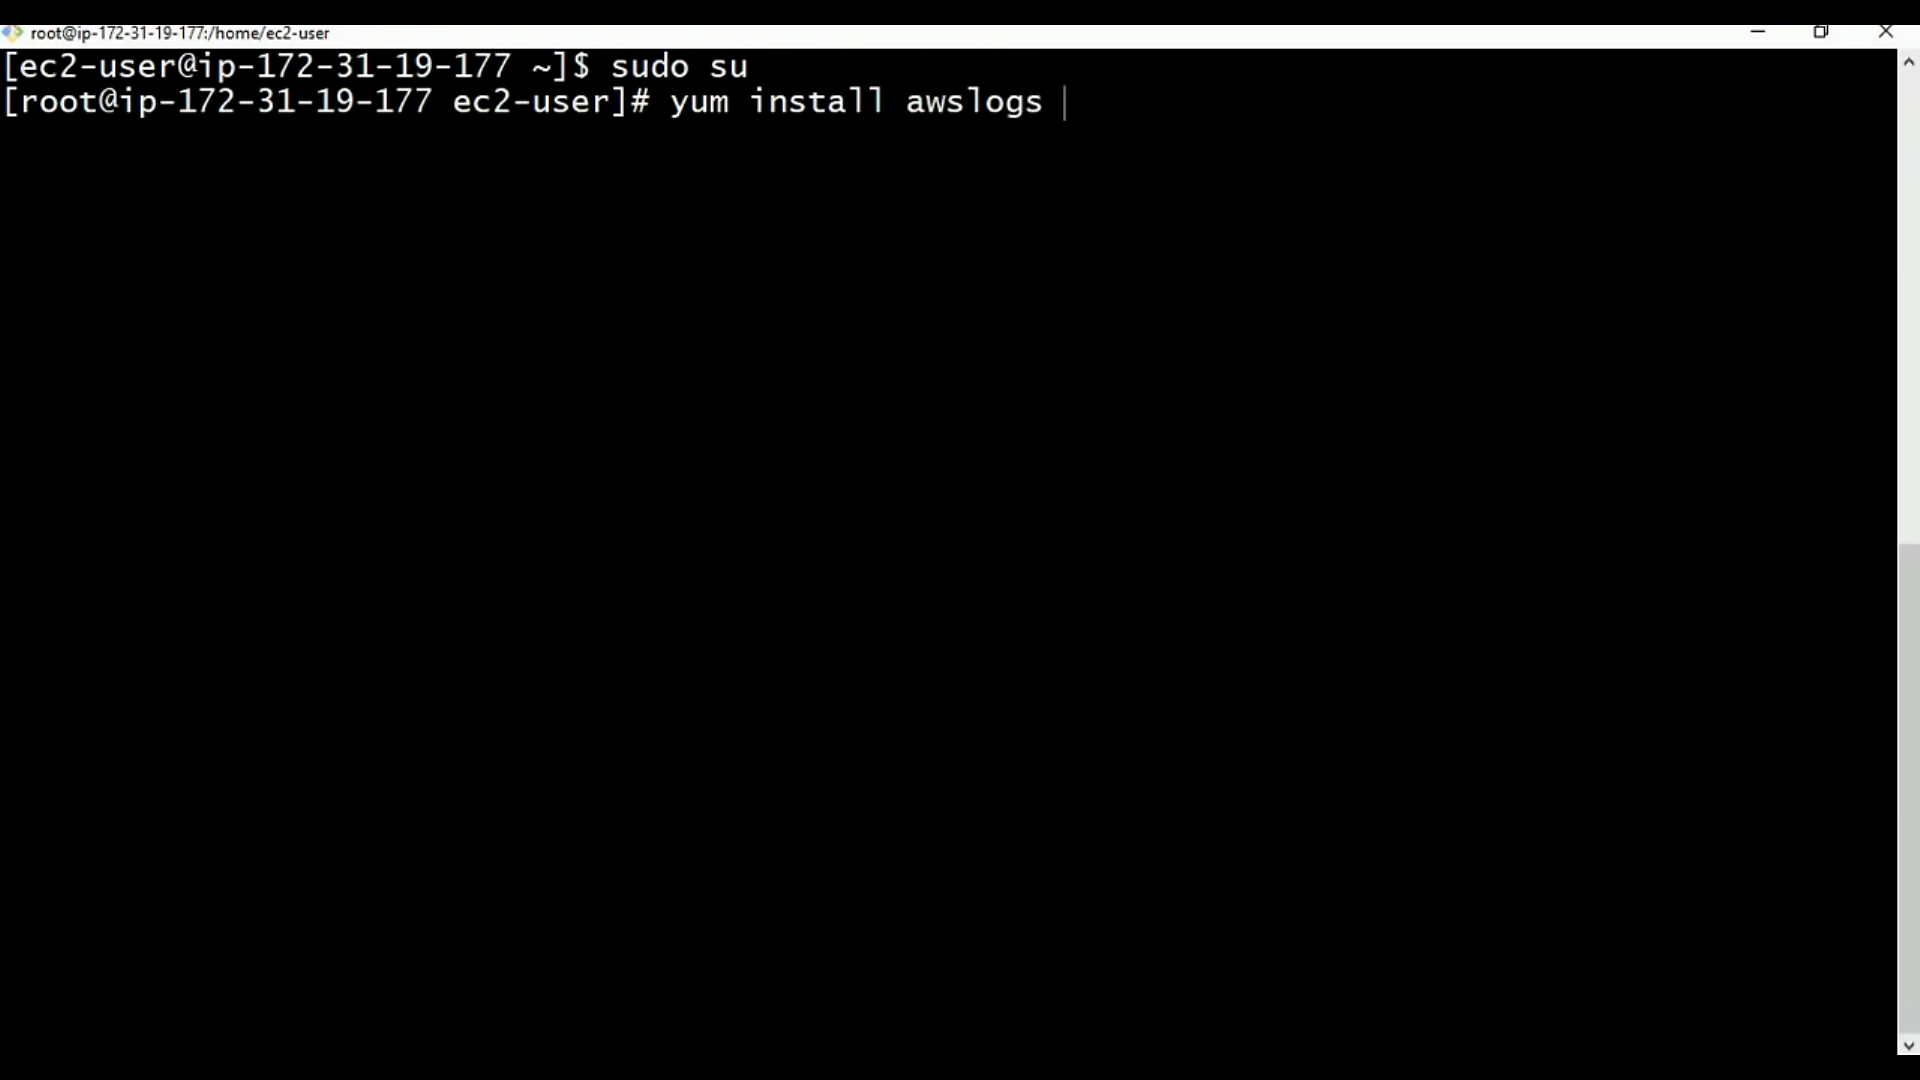 root@ip-172-31-19-177:/home/ec2-user
[ec2-user@ip-172-31-19-177 ~]$ sudo su
[root@ip-172-31-19-177 ec2-user]# yum install awslogs